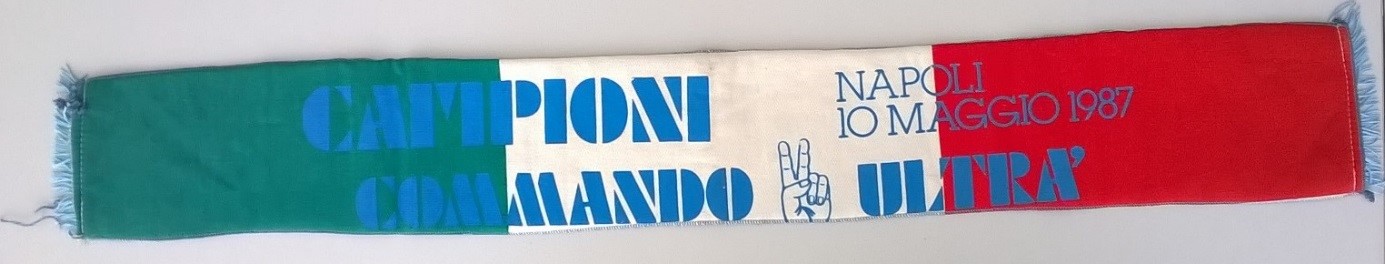 CAMPIONI
NAPOLI
10 MAGGIO 1987
COMMANDO ULTRA'